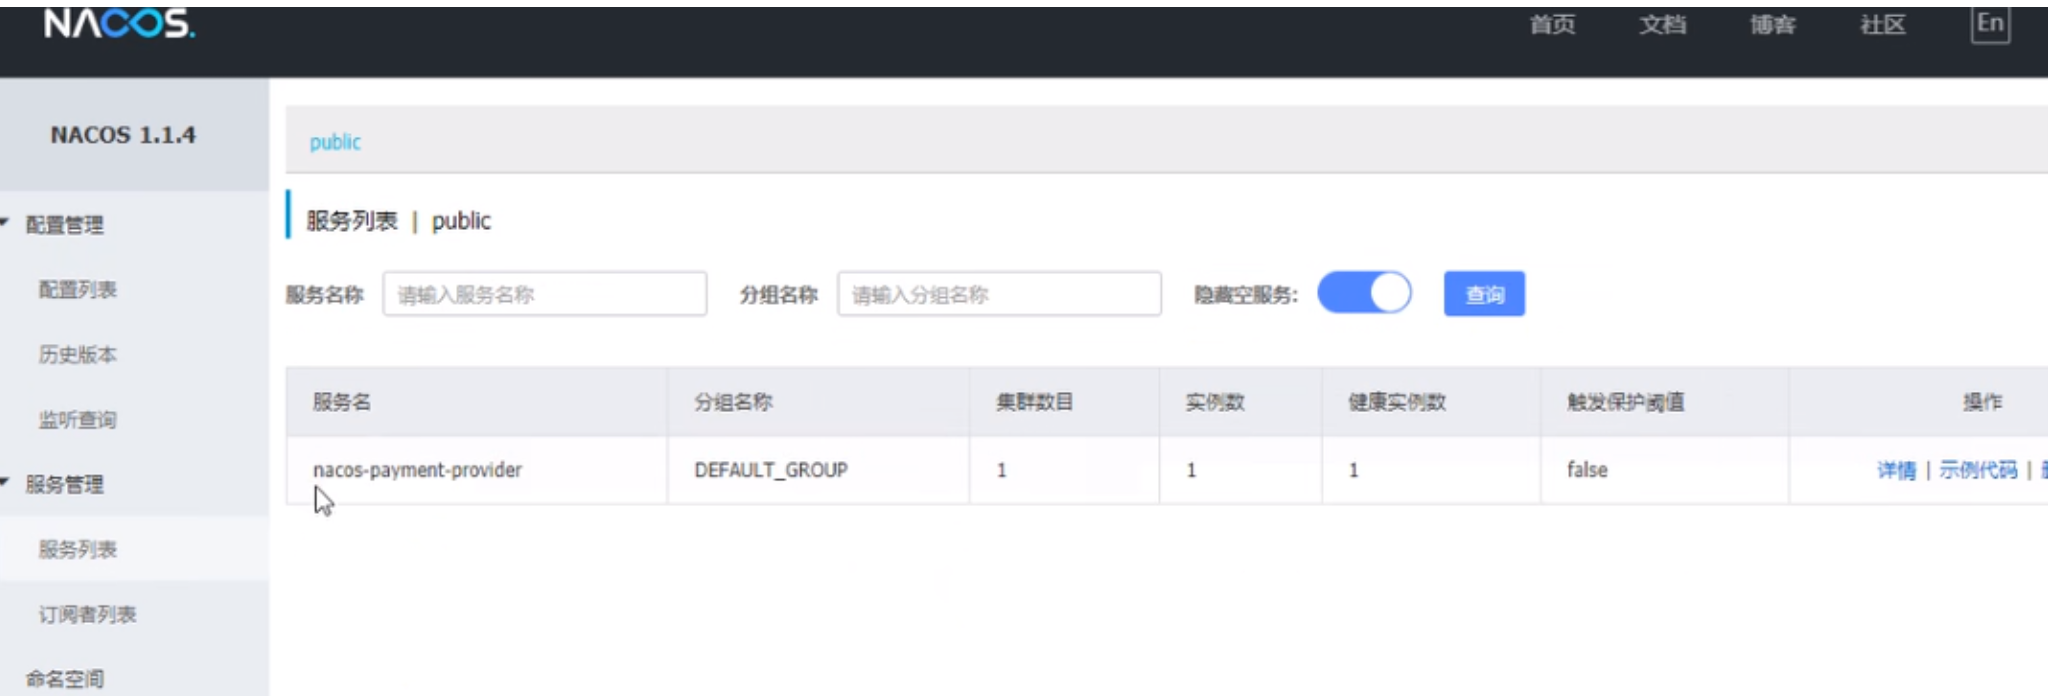 NACOS.
首页 文档 博客 社区 En
NACOS 1.1.4
public
配置管理
配置列表
历史版本
监听查询
服务管理
服务列表
订阅者列表
命名空间
服务列表 | public
服务名称 请输入服务名称 分组名称 请输入分组名称 隐藏空服务: 查询
服务名 分组名称 集群数目 实例数 健康实例数 触发保护阈值 操作
nacos-payment-provider DEFAULT_GROUP 1 1 1 false 详情 | 示例代码 |